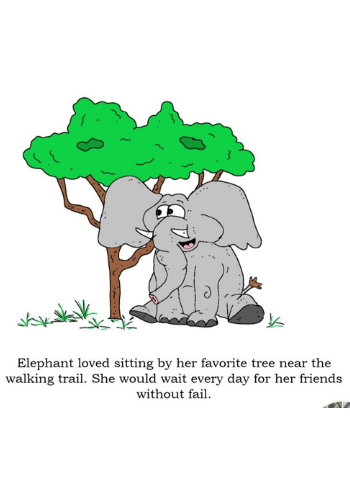 Elephant loved sitting by her favorite tree near the
walking trail. She would wait every day for her friends
without fail.